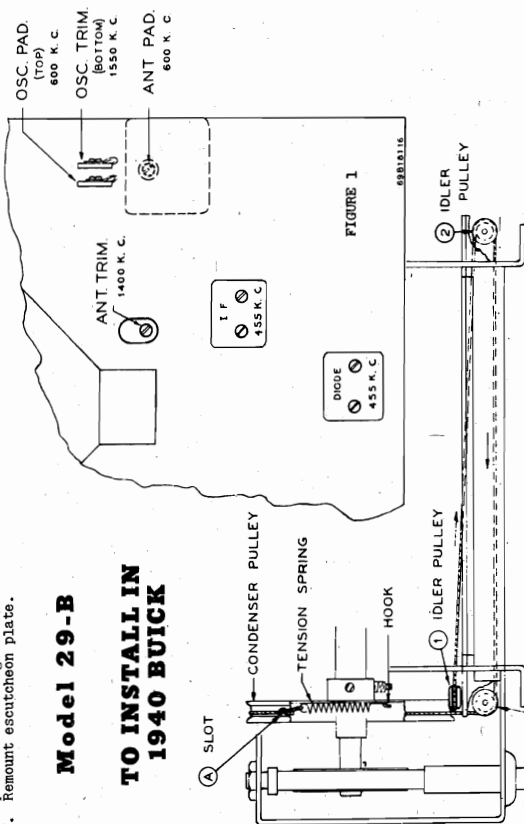 . Remount escutcheon plate.
Model 29-B
TO INSTALL IN
1940 BUICK
OSC. PAD.
(TOP)
600 K. C.
OSC. TRIM.
(BOTTOM)
1550 K. C.
ANT PAD.
600 K. C.
ANT. TRIM.
1400 K. C.
I F
455 K. C
DIODE
455 K. C
FIGURE 1
69B18116
A SLOT
CONDENSER PULLEY
TENSION SPRING
HOOK
1 IDLER PULLEY
2 IDLER
PULLEY